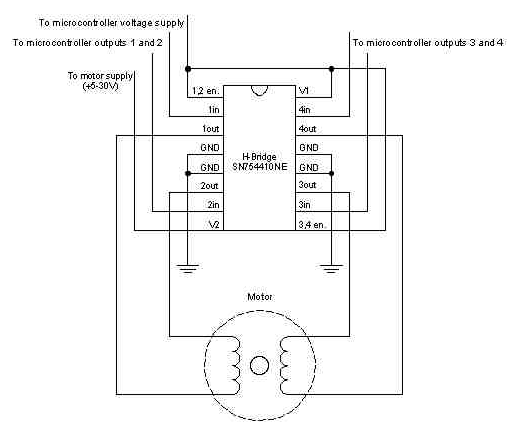 To microcontroller voltage supply
To microcontroller outputs 1 and 2
To microcontroller outputs 3 and 4
To motor supply
(+5-30V)
1,2 en.
V1
1in
4in
1out
4out
GND
GND
H-Bridge
SN754410NE
GND
GND
2out
3out
2in
3in
V2
3,4 en.
Motor